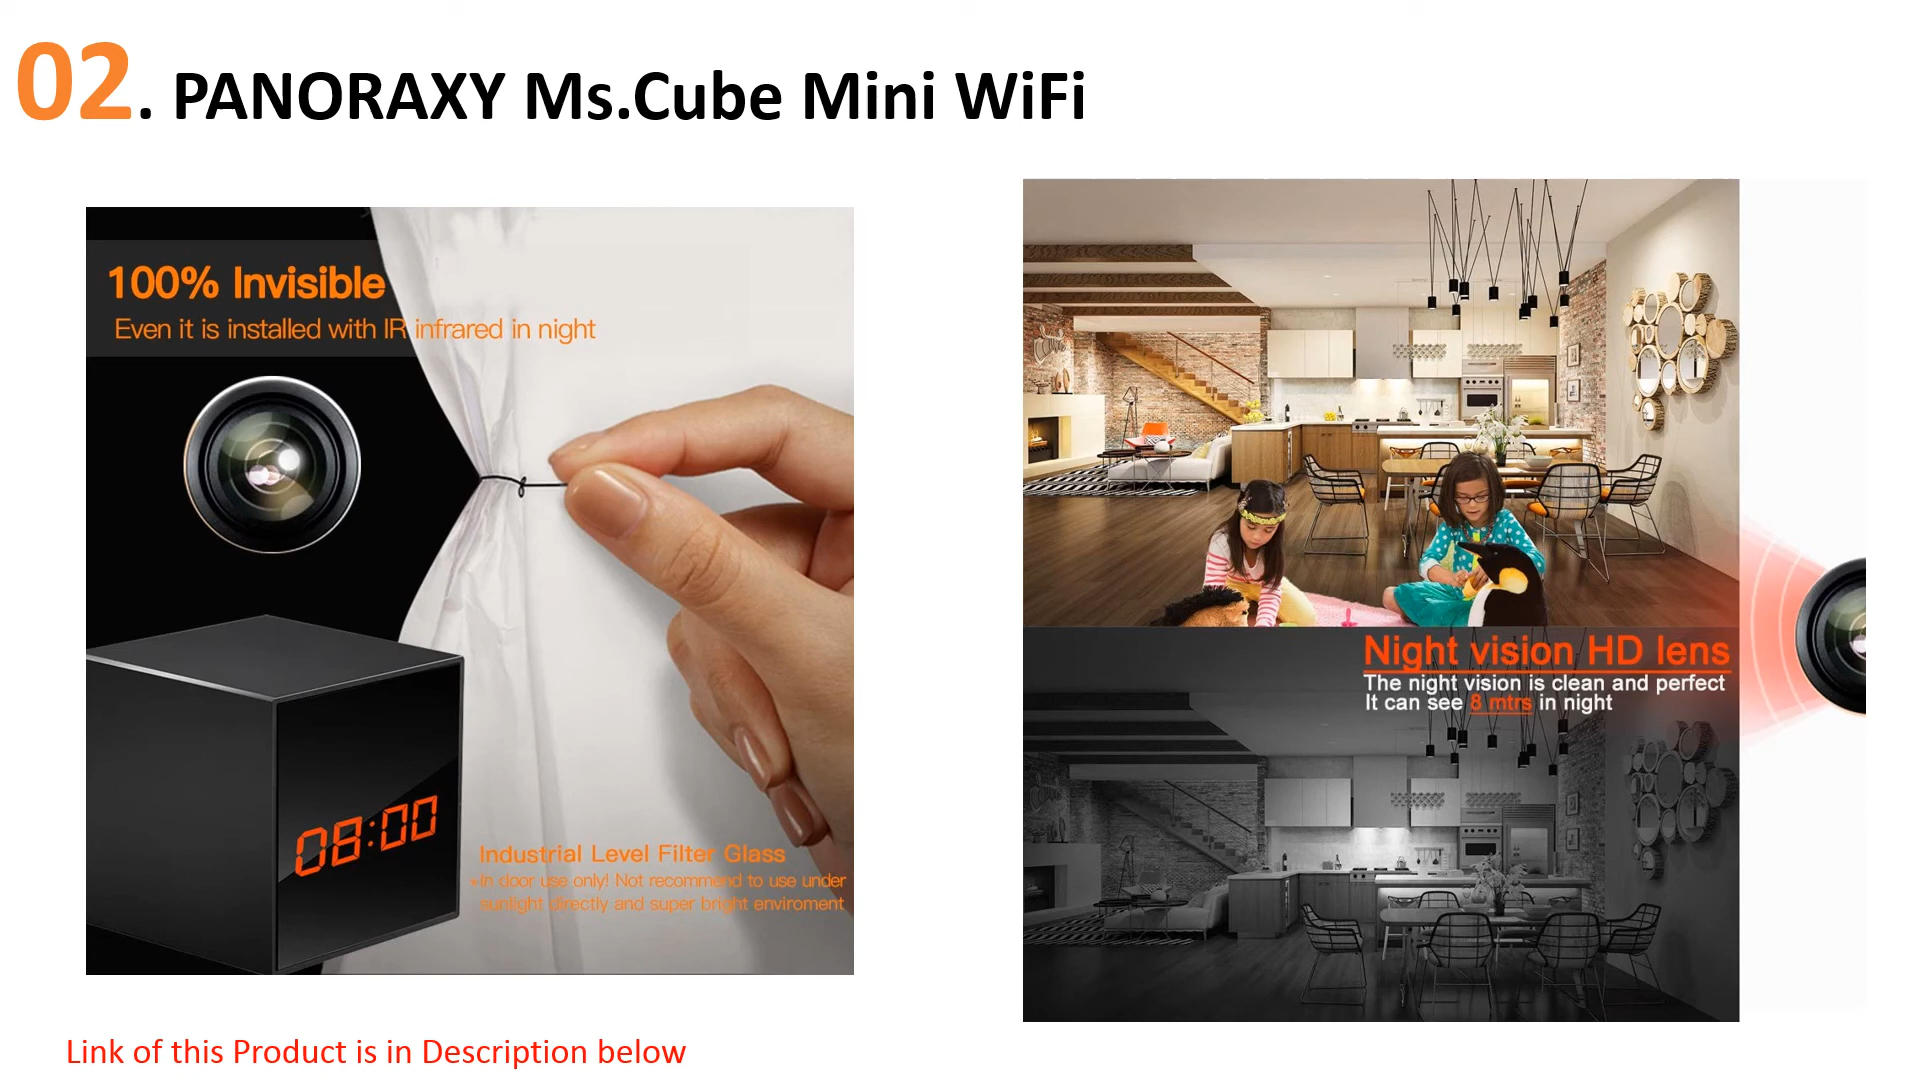 02. PANORAXY Ms.Cube Mini WiFi
100% Invisible
Even it is installed with IR infrared in night
08:00
Industrial Level Filter Glass
In door use only! Not recommend to use under
sunlight directly and super bright enviroment
Night vision HD lens
The night vision is clean and perfect
It can see 8 mtrs in night
Link of this Product is in Description below